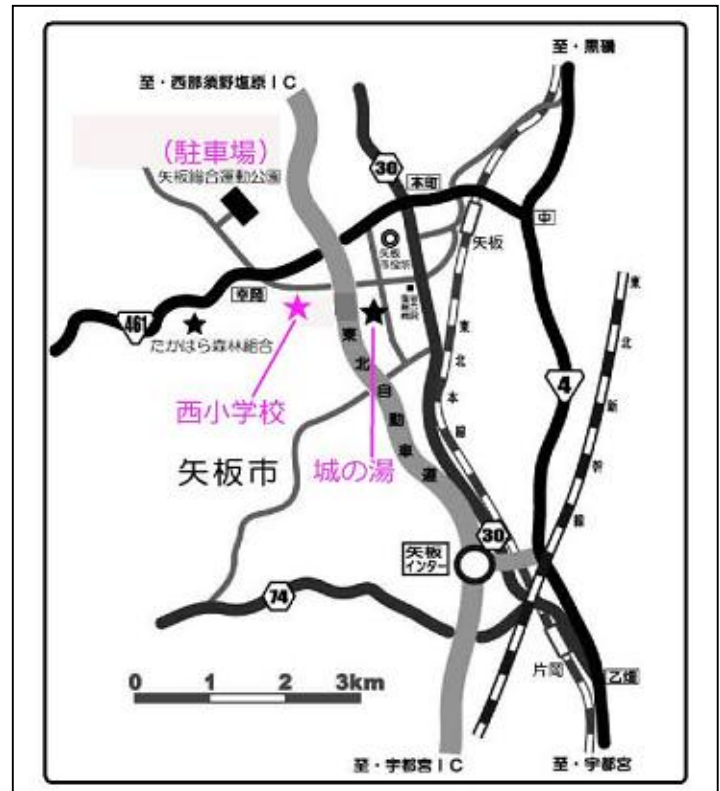 至・黒磯
至・西那須野塩原IC
(駐車場)
矢板総合運動公園
30
本町
中
矢板
矢板
市役所
幸岡
461
たかはら森林組合
西小学校
城の湯
矢板市
東北自動車道
東北本線
東北新幹線
4
30
矢板
インター
74
片岡
乙畑
0 1 2 3km
至・宇都宮IC
至・宇都宮